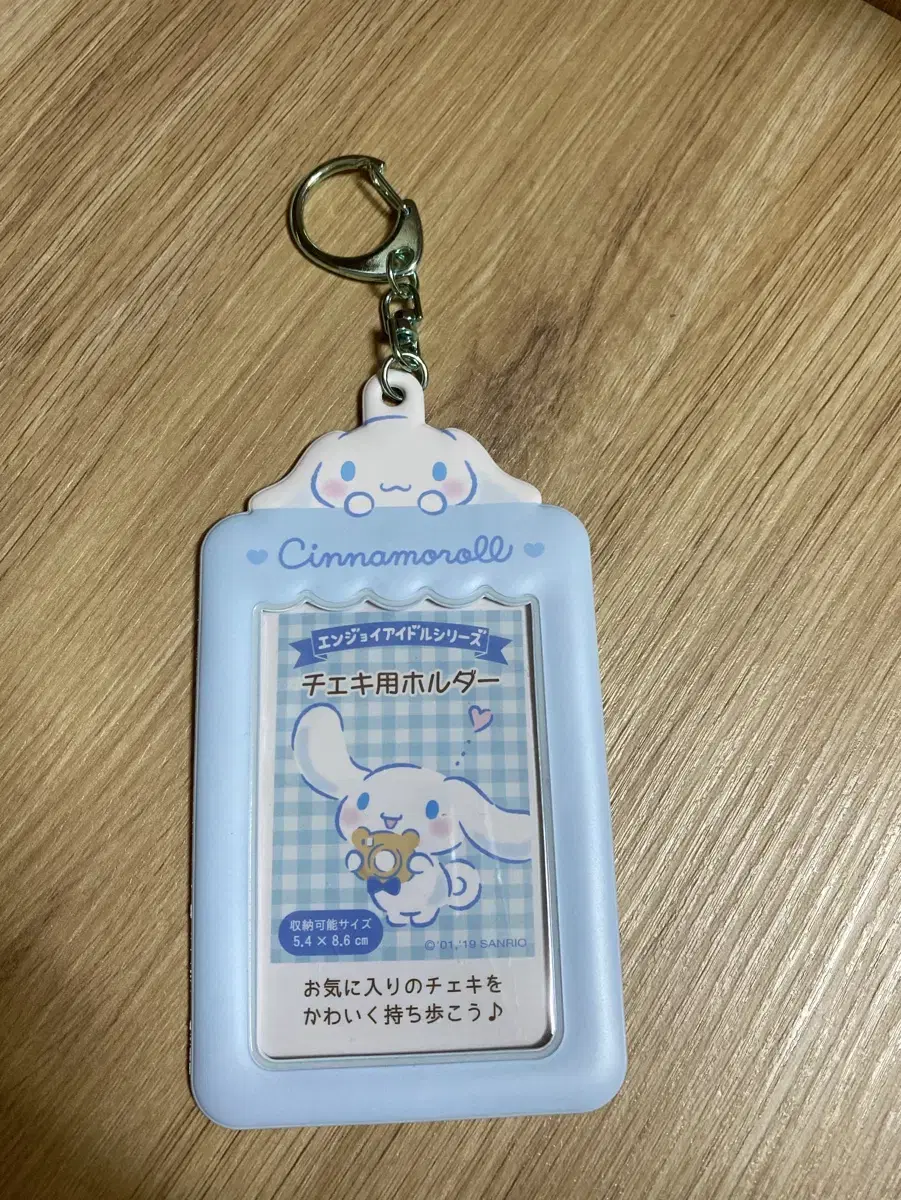 Cinnamoroll
エンジョイアイドルシリーズ
チェキ用ホルダー
収納可能サイズ
5.4 × 8.6 cm
©'01,'19 SANRIO
お気に入りのチェキを
かわいく持ち歩こう♪